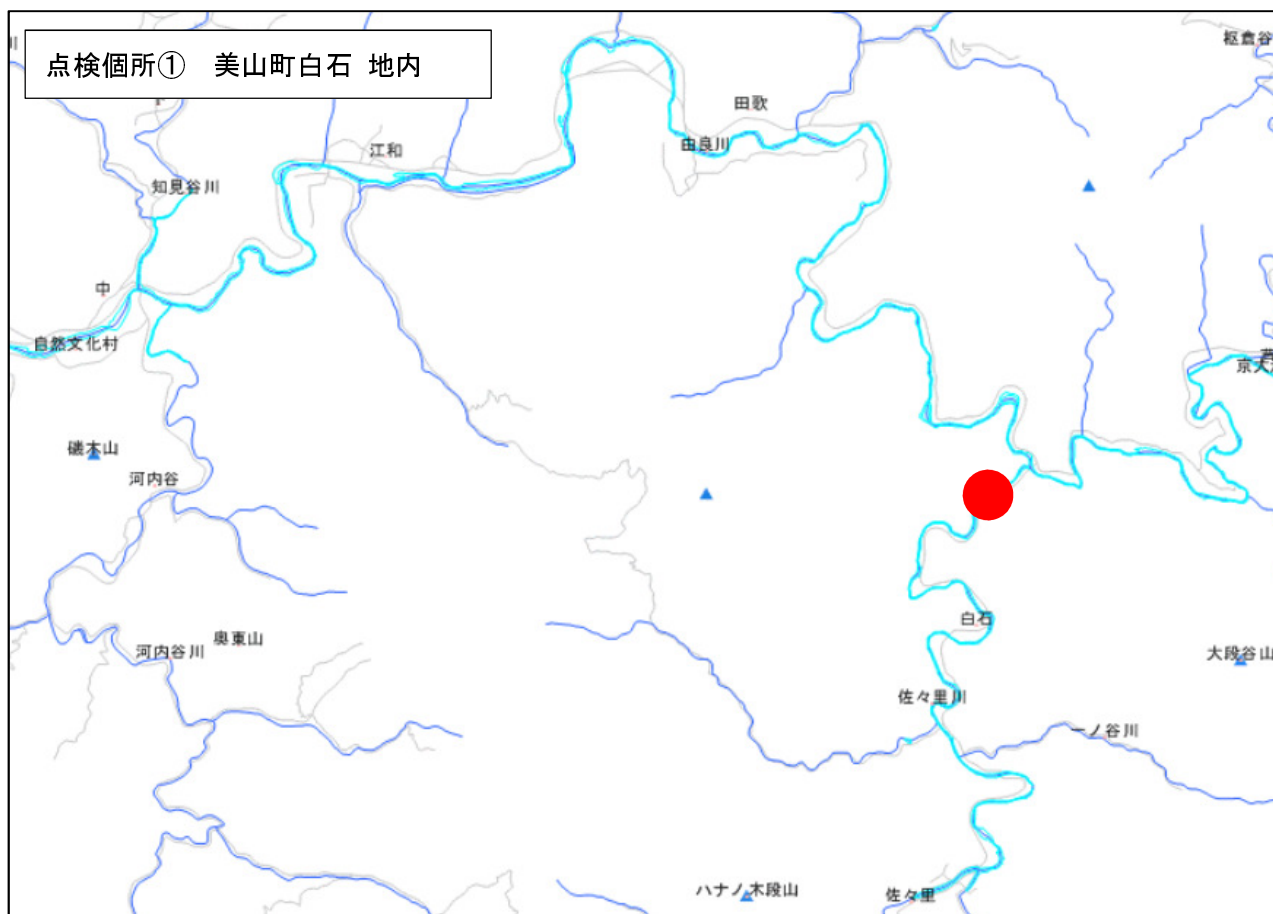 点検個所①　美山町白石 地内
枢倉谷
田歌
由良川
江和
知見谷川
中
自然文化村
京大
磯木山
河内谷
白石
奥東山
河内谷川
大段谷山
佐々里川
一ノ谷川
ハナノ木段山
佐々里